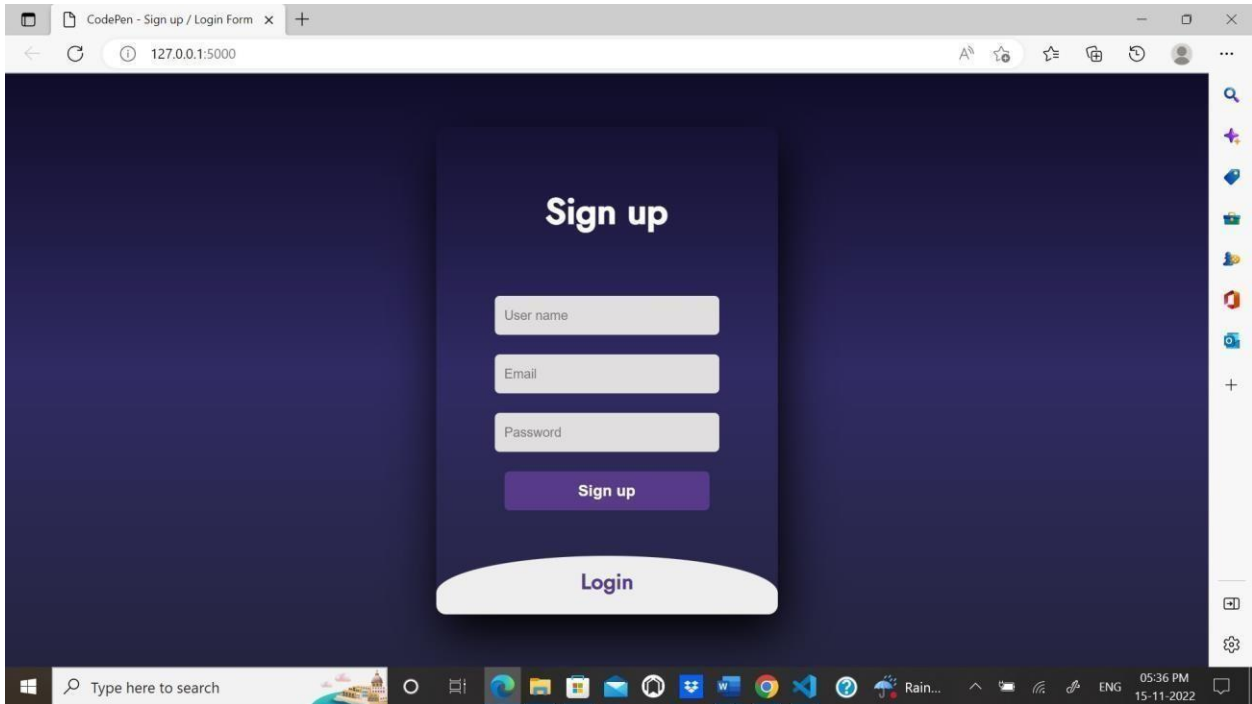 CodePen - Sign up / Login Form
127.0.0.1:5000
Sign up
User name
Email
Password
Sign up
Login
Type here to search
Rain...
ENG
05:36 PM
15-11-2022